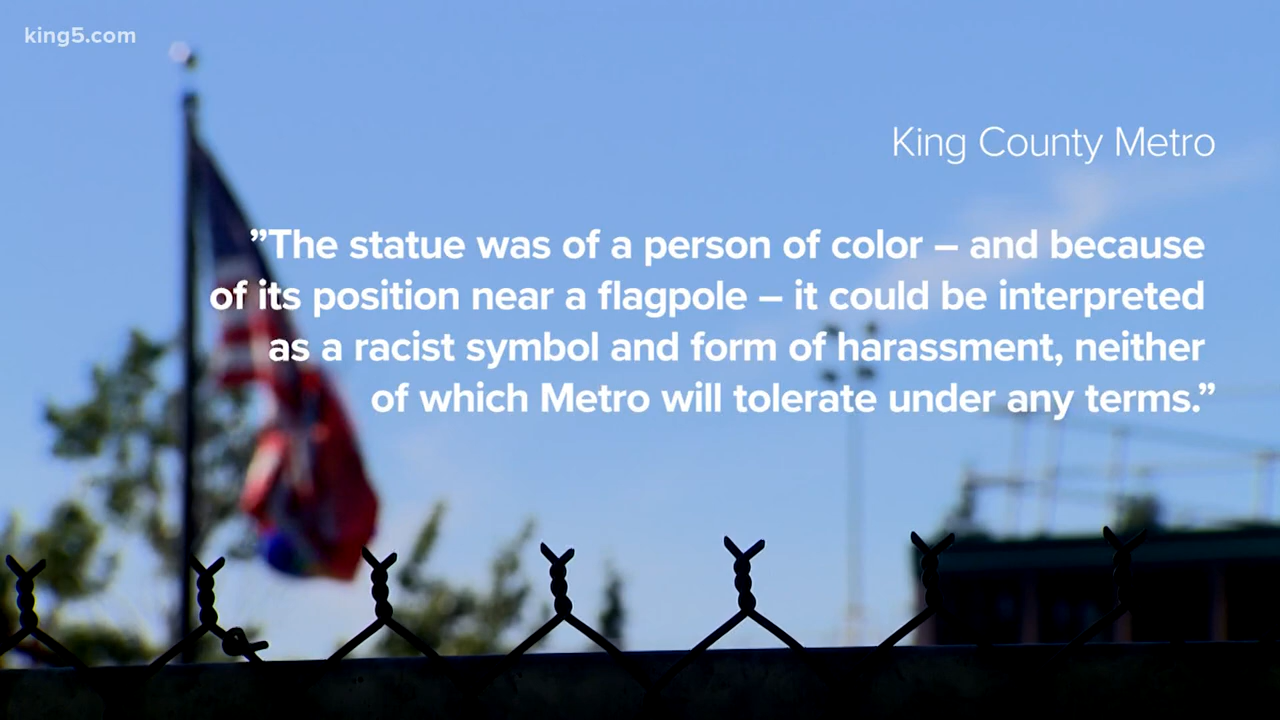 king5.com
King County Metro
”The statue was of a person of color – and because
of its position near a flagpole – it could be interpreted
as a racist symbol and form of harassment, neither
of which Metro will tolerate under any terms.”